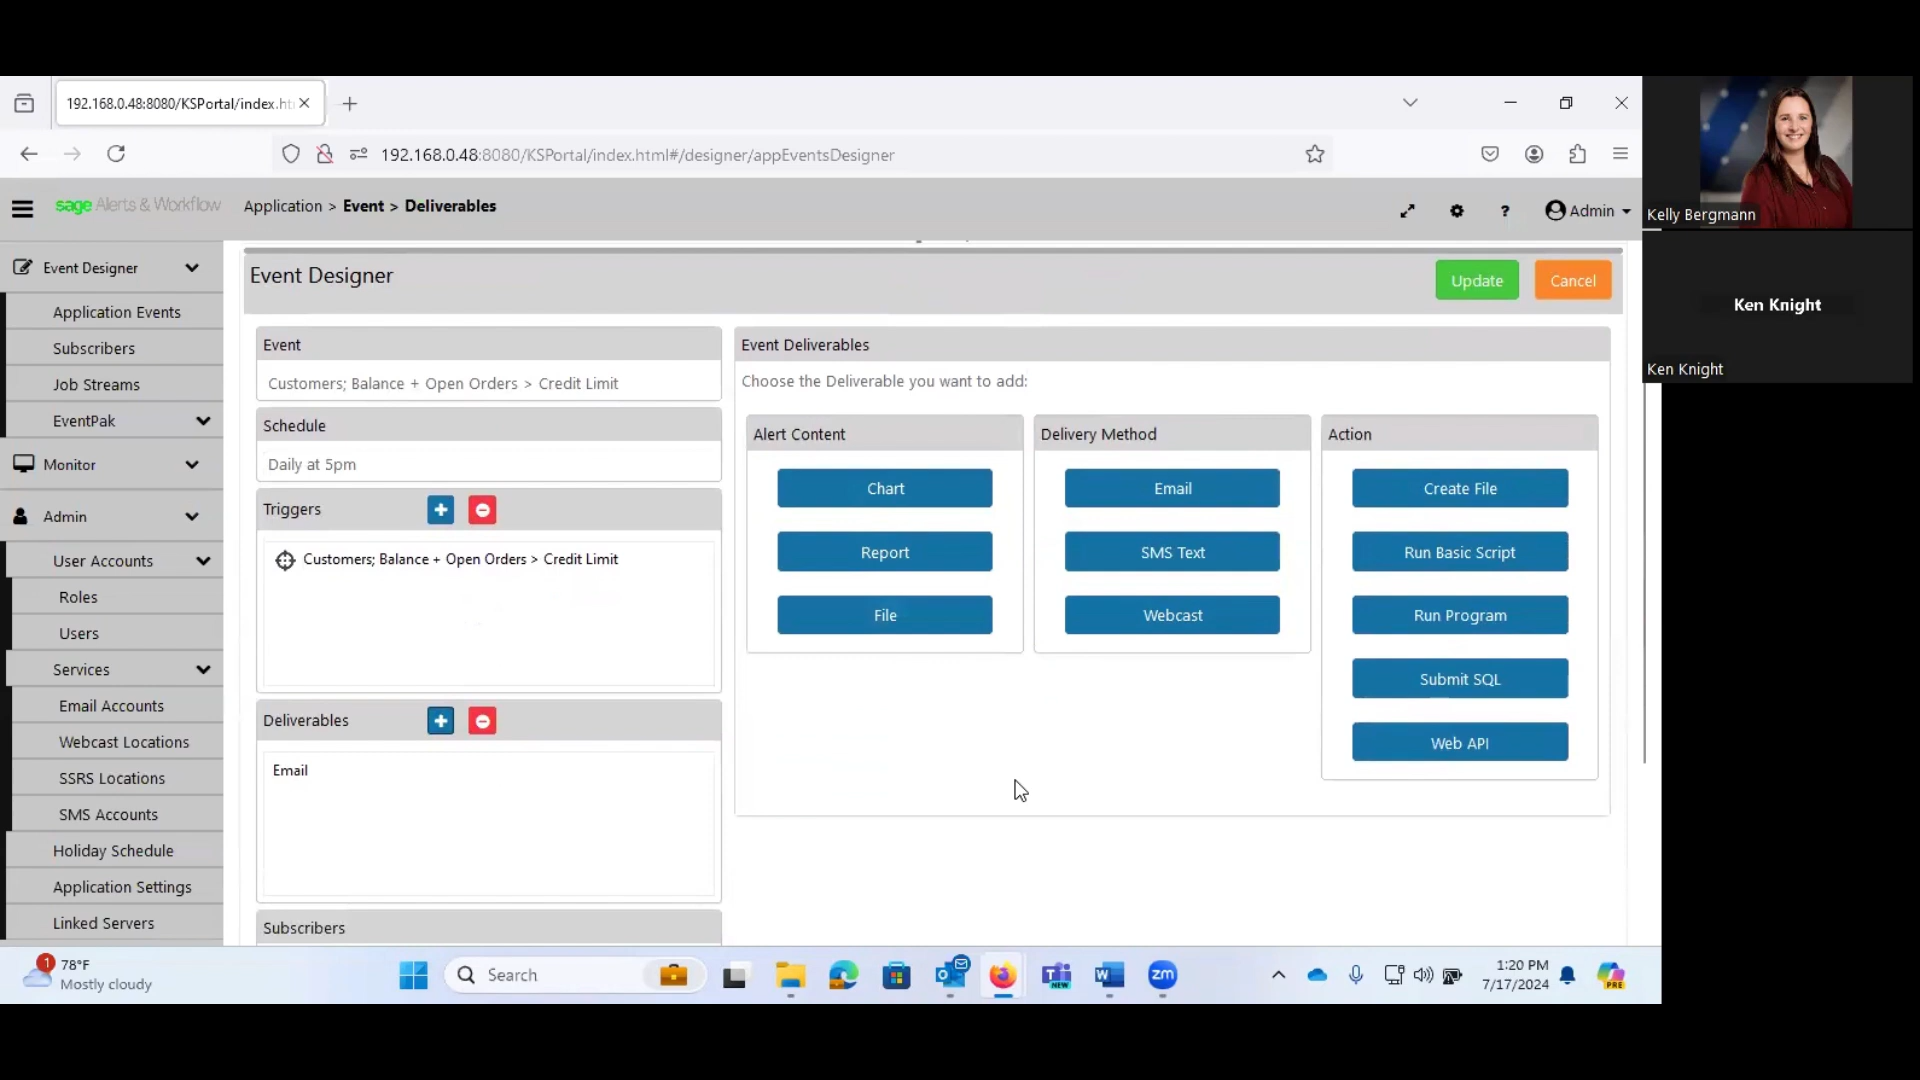 192.168.0.48:8080/KSPortal/index.ht
192.168.0.48:8080/KSPortal/index.html#/designer/appEventsDesigner
sage Alerts & Workflow
Application > Event > Deliverables
?
Admin
Event Designer
Application Events
Subscribers
Job Streams
EventPak
Monitor
Admin
User Accounts
Roles
Users
Services
Email Accounts
Webcast Locations
SSRS Locations
SMS Accounts
Holiday Schedule
Application Settings
Linked Servers
Event Designer
Update
Cancel
Event
Customers; Balance + Open Orders > Credit Limit
Schedule
Daily at 5pm
Triggers
Customers; Balance + Open Orders > Credit Limit
Deliverables
Email
Subscribers
Event Deliverables
Choose the Deliverable you want to add:
Alert Content
Chart
Report
File
Delivery Method
Email
SMS Text
Webcast
Action
Create File
Run Basic Script
Run Program
Submit SQL
Web API
Kelly Bergmann
Ken Knight
Ken Knight
1
78°F
Mostly cloudy
Search
NEW
zm
1:20 PM
7/17/2024
PRE